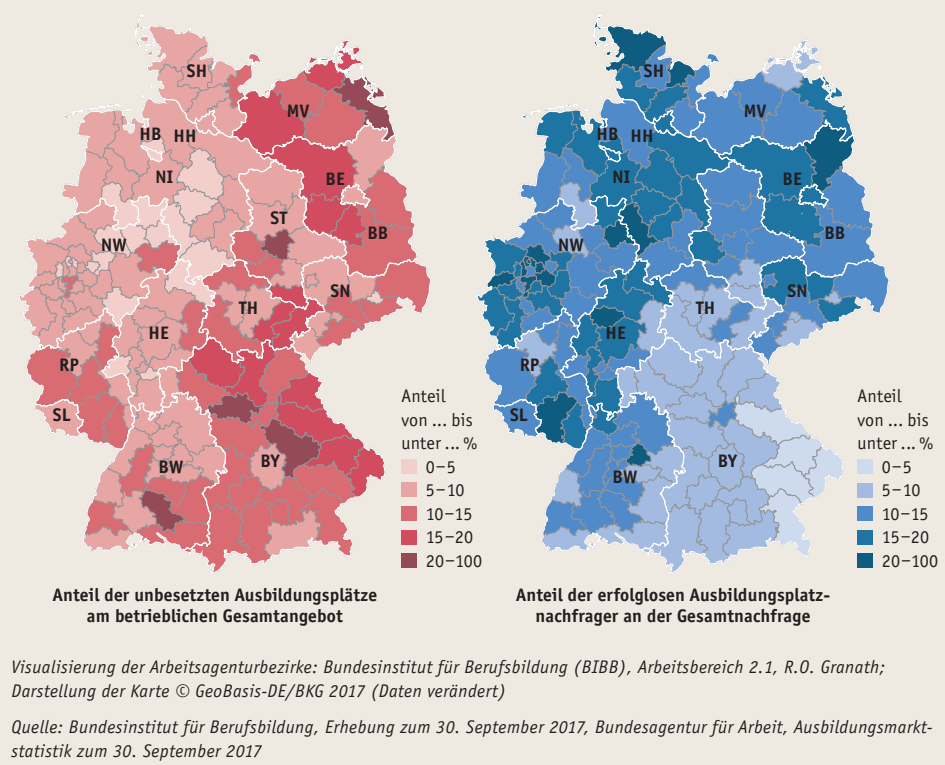 SH
MV
HB
HH
NI
BE
ST
NW
BB
SN
TH
HE
RP
SL
BW
BY
Anteil
von ... bis
unter ... %
0–5
5–10
10–15
15–20
20–100
SH
MV
HB
HH
NI
BE
NW
BB
SN
TH
HE
RP
SL
BW
BY
Anteil
von ... bis
unter ... %
0–5
5–10
10–15
15–20
20–100
Anteil der unbesetzten Ausbildungsplätze
am betrieblichen Gesamtangebot
Anteil der erfolglosen Ausbildungsplatz-
nachfrager an der Gesamtnachfrage
Visualisierung der Arbeitsagenturbezirke: Bundesinstitut für Berufsbildung (BIBB), Arbeitsbereich 2.1, R.O. Granath;
Darstellung der Karte © GeoBasis-DE/BKG 2017 (Daten verändert)
Quelle: Bundesinstitut für Berufsbildung, Erhebung zum 30. September 2017, Bundesagentur für Arbeit, Ausbildungsmarkt-
statistik zum 30. September 2017